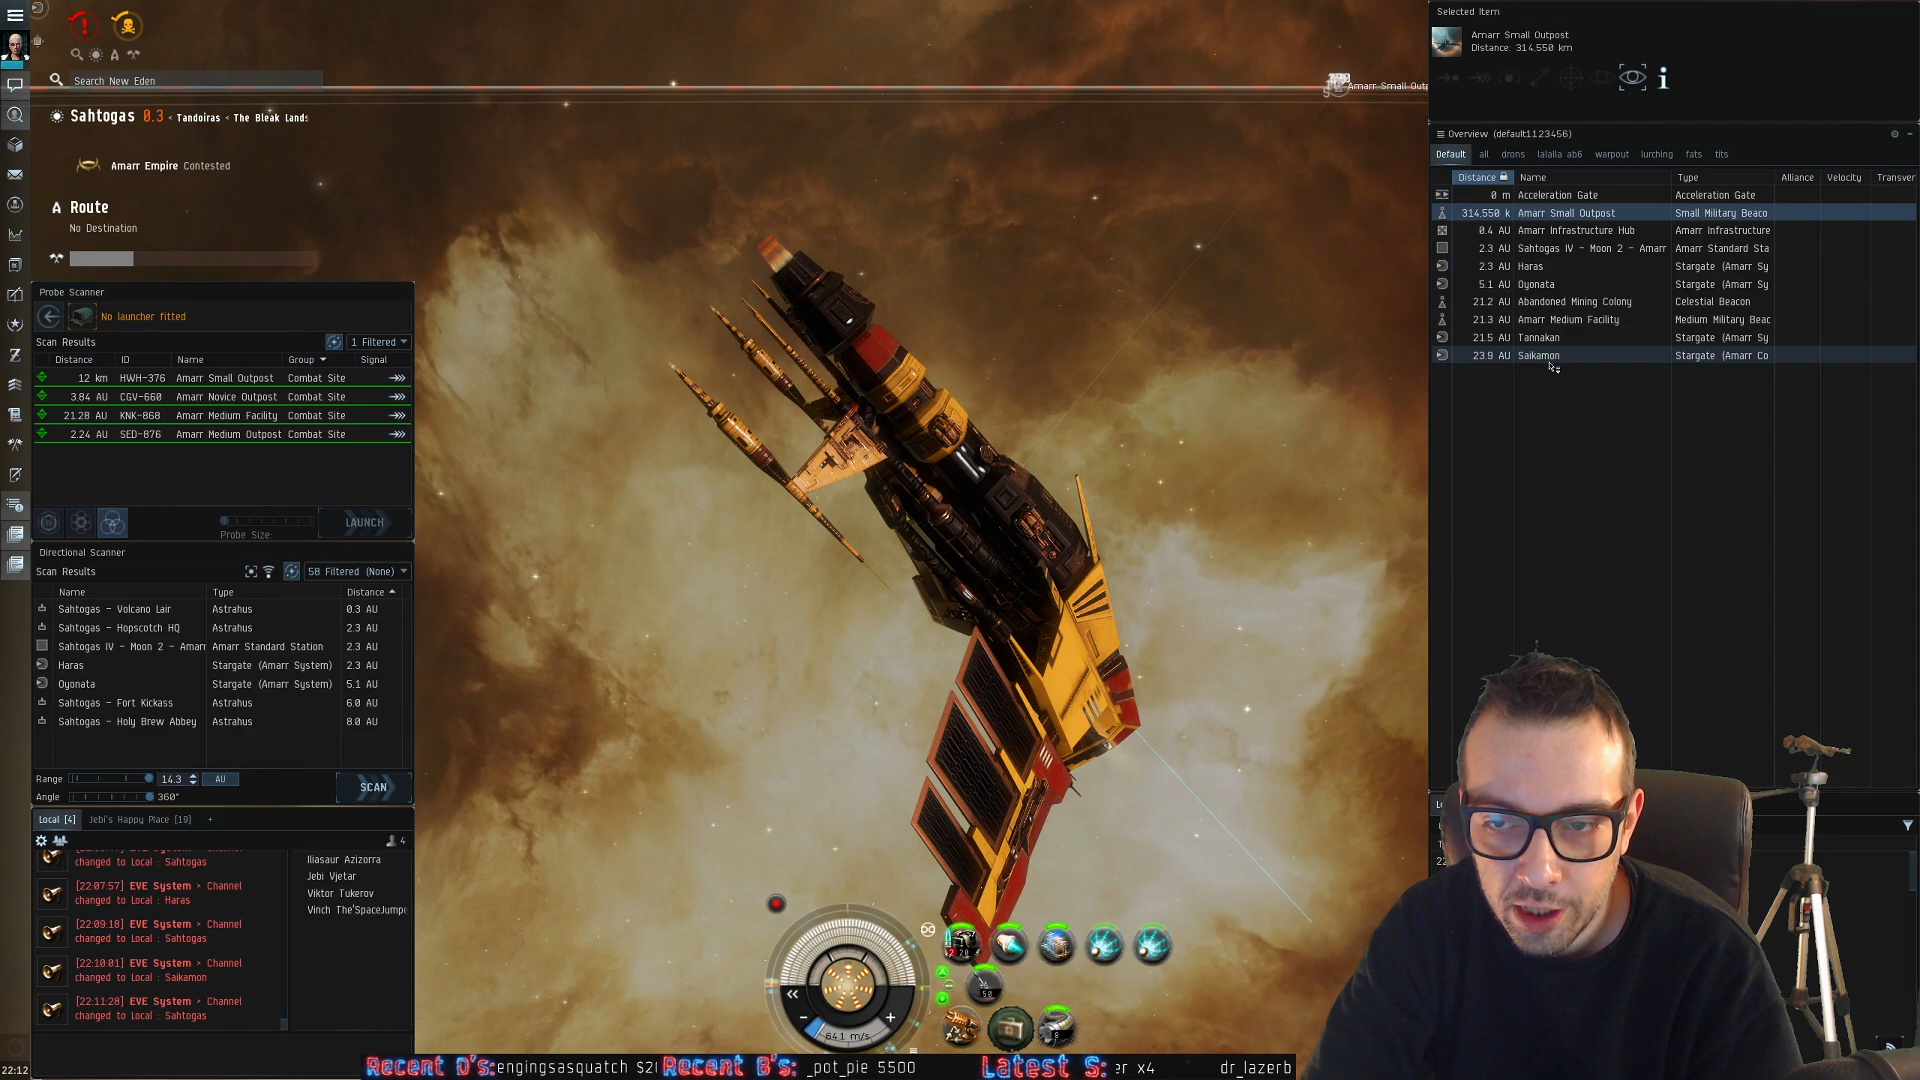 Search New Eden
Sahtogas 0.3 < Tandoiras < The Bleak Lands
Amarr Empire Contested
Route
No Destination
Probe Scanner
No launcher fitted
Scan Results
1 Filtered
Distance ID Name Group Signal
12 km HWH-376 Amarr Small Outpost Combat Site
3.84 AU CGV-660 Amarr Novice Outpost Combat Site
21.28 AU KNK-868 Amarr Medium Facility Combat Site
2.24 AU SED-876 Amarr Medium Outpost Combat Site
Probe Size:
LAUNCH
Directional Scanner
Scan Results
58 Filtered (None)
Name Type Distance
Sahtogas - Volcano Lair Astrahus 0.3 AU
Sahtogas - Hopscotch HQ Astrahus 2.3 AU
Sahtogas IV - Moon 2 - Amarr Amarr Standard Station 2.3 AU
Haras Stargate (Amarr System) 2.3 AU
Oyonata Stargate (Amarr System) 5.1 AU
Sahtogas - Fort Kickass Astrahus 6.0 AU
Sahtogas - Holy Brew Abbey Astrahus 8.0 AU
Range 14.3 AU
Angle 360°
SCAN
Local [4] Jebi's Happy Place [19] +
4
changed to Local : Sahtogas
[22:07:57] EVE System > Channel
changed to Local : Haras
[22:09:18] EVE System > Channel
changed to Local : Sahtogas
[22:10:01] EVE System > Channel
changed to Local : Saikamon
[22:11:28] EVE System > Channel
changed to Local : Sahtogas
Iliasaur Azizorra
Jebi Vjetar
Viktor Tukerov
Vinch The'SpaceJumpe
22:12
Amarr Small Outp
641 m/s
28
50
8
Recent D's: engingsasquatch $2
Recent B's: _pot_pie 5500
Latest S: er x4 dr_lazerb
Selected Item
Amarr Small Outpost
Distance: 314.550 km
Overview (default1123456)
Default all drons lalalla ab6 warpout lurching fats tits
Distance Name Type Alliance Velocity Transver
0 m Acceleration Gate Acceleration Gate
314.550 k Amarr Small Outpost Small Military Beaco
0.4 AU Amarr Infrastructure Hub Amarr Infrastructure
2.3 AU Sahtogas IV - Moon 2 - Amarr Amarr Standard Sta
2.3 AU Haras Stargate (Amarr Sy
5.1 AU Oyonata Stargate (Amarr Sy
21.2 AU Abandoned Mining Colony Celestial Beacon
21.3 AU Amarr Medium Facility Medium Military Beac
21.5 AU Tannakan Stargate (Amarr Sy
23.9 AU Saikamon Stargate (Amarr Co